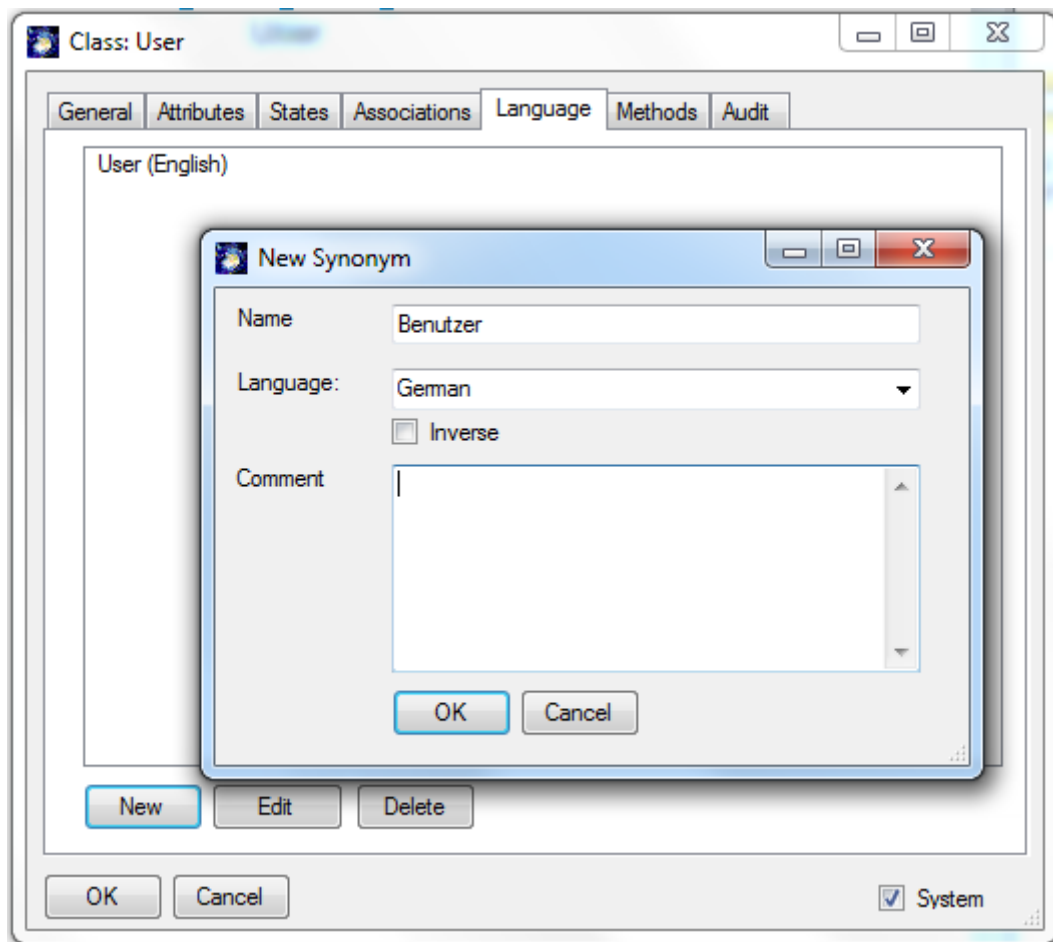 Class: User
General Attributes States Associations Language Methods Audit
User (English)
New Synonym
Name
Benutzer
Language:
German
Inverse
Comment
OK Cancel
New Edit Delete
OK Cancel
System